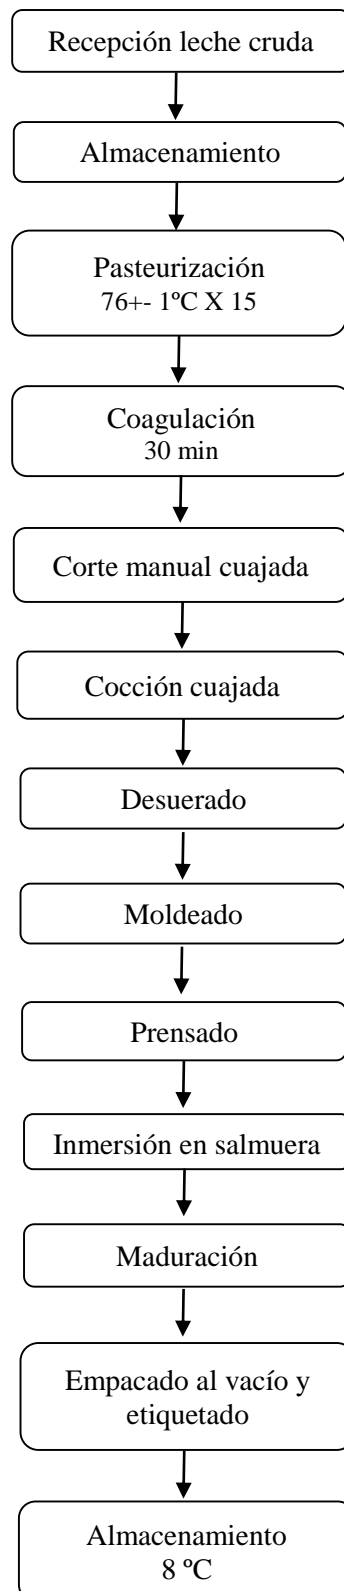 Recepción leche cruda
Almacenamiento
Pasteurización
76+- 1ºC X 15
Coagulación
30 min
Corte manual cuajada
Cocción cuajada
Desuerado
Moldeado
Prensado
Inmersión en salmuera
Maduración
Empacado al vacío y
etiquetado
Almacenamiento
8 ºC